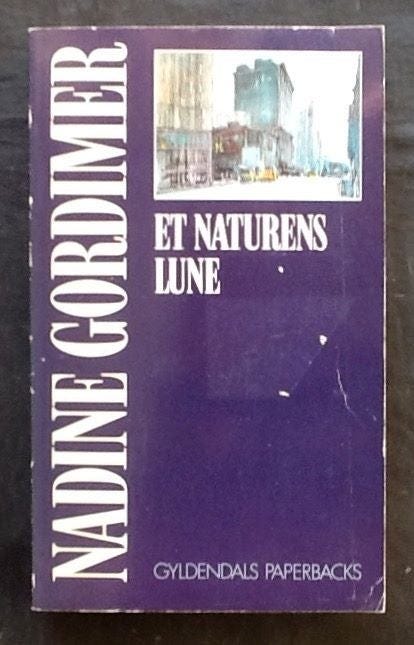 NADINE GORDIMER
ET NATURENS
LUNE
GYLDENDALS PAPERBACKS